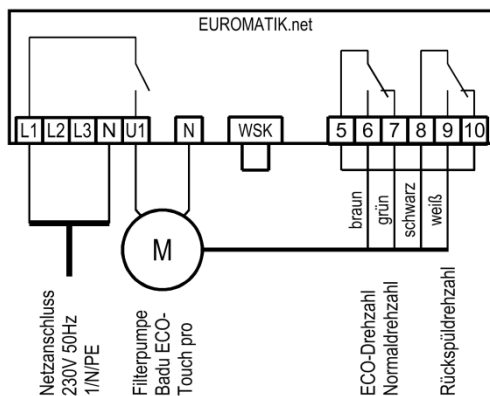 EUROMATIK.net
L1 L2 L3 N U1 N WSK 5 6 7 8 9 10
braun
grün
schwarz
weiß
M
Netzanschluss
230V 50Hz
1/N/PE
Filterpumpe
Badu ECO-
Touch pro
ECO-Drehzahl
Normaldrehzahl
Rückspüldrehzahl